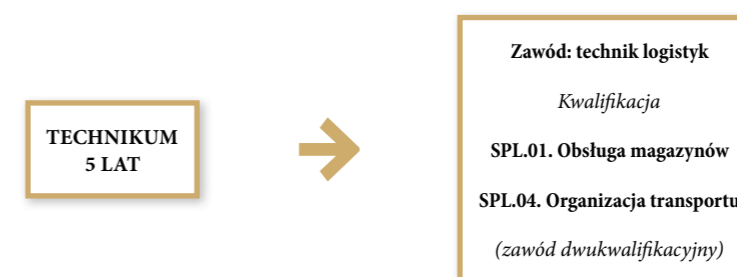 TECHNIKUM
5 LAT
Zawód: technik logistyk
Kwalifikacja
SPL.01. Obsługa magazynów
SPL.04. Organizacja transportu
(zawód dwukwalifikacyjny)